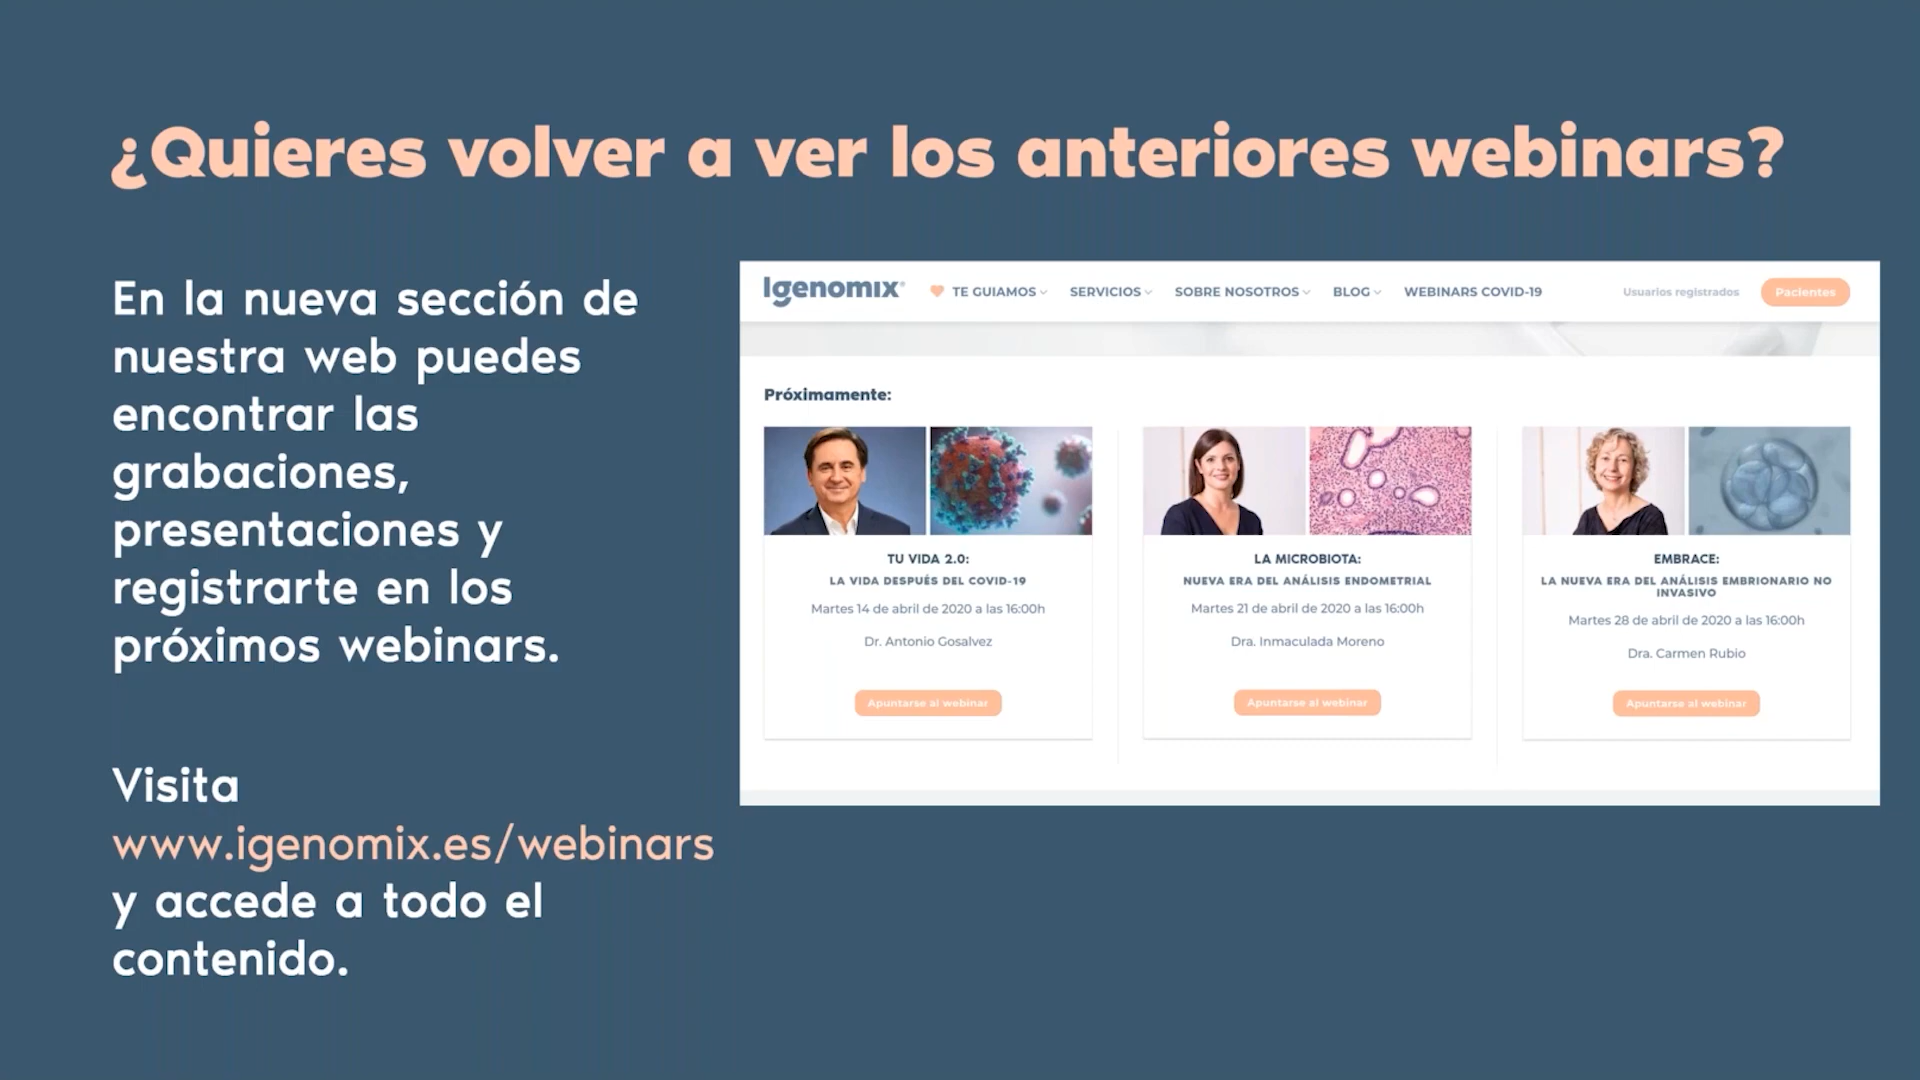 ¿Quieres volver a ver los anteriores webinars?
En la nueva sección de
nuestra web puedes
encontrar las
grabaciones,
presentaciones y
registrarte en los
próximos webinars.
Visita
www.igenomix.es/webinars
y accede a todo el
contenido.
Igenomix®
TE GUIAMOS
SERVICIOS
SOBRE NOSOTROS
BLOG
WEBINARS COVID-19
Usuarios registrados
Pacientes
Próximamente:
TU VIDA 2.0:
LA VIDA DESPUÉS DEL COVID-19
Martes 14 de abril de 2020 a las 16:00h
Dr. Antonio Gosalvez
Apuntarse al webinar
LA MICROBIOTA:
NUEVA ERA DEL ANÁLISIS ENDOMETRIAL
Martes 21 de abril de 2020 a las 16:00h
Dra. Inmaculada Moreno
Apuntarse al webinar
EMBRACE:
LA NUEVA ERA DEL ANÁLISIS EMBRIONARIO NO
INVASIVO
Martes 28 de abril de 2020 a las 16:00h
Dra. Carmen Rubio
Apuntarse al webinar